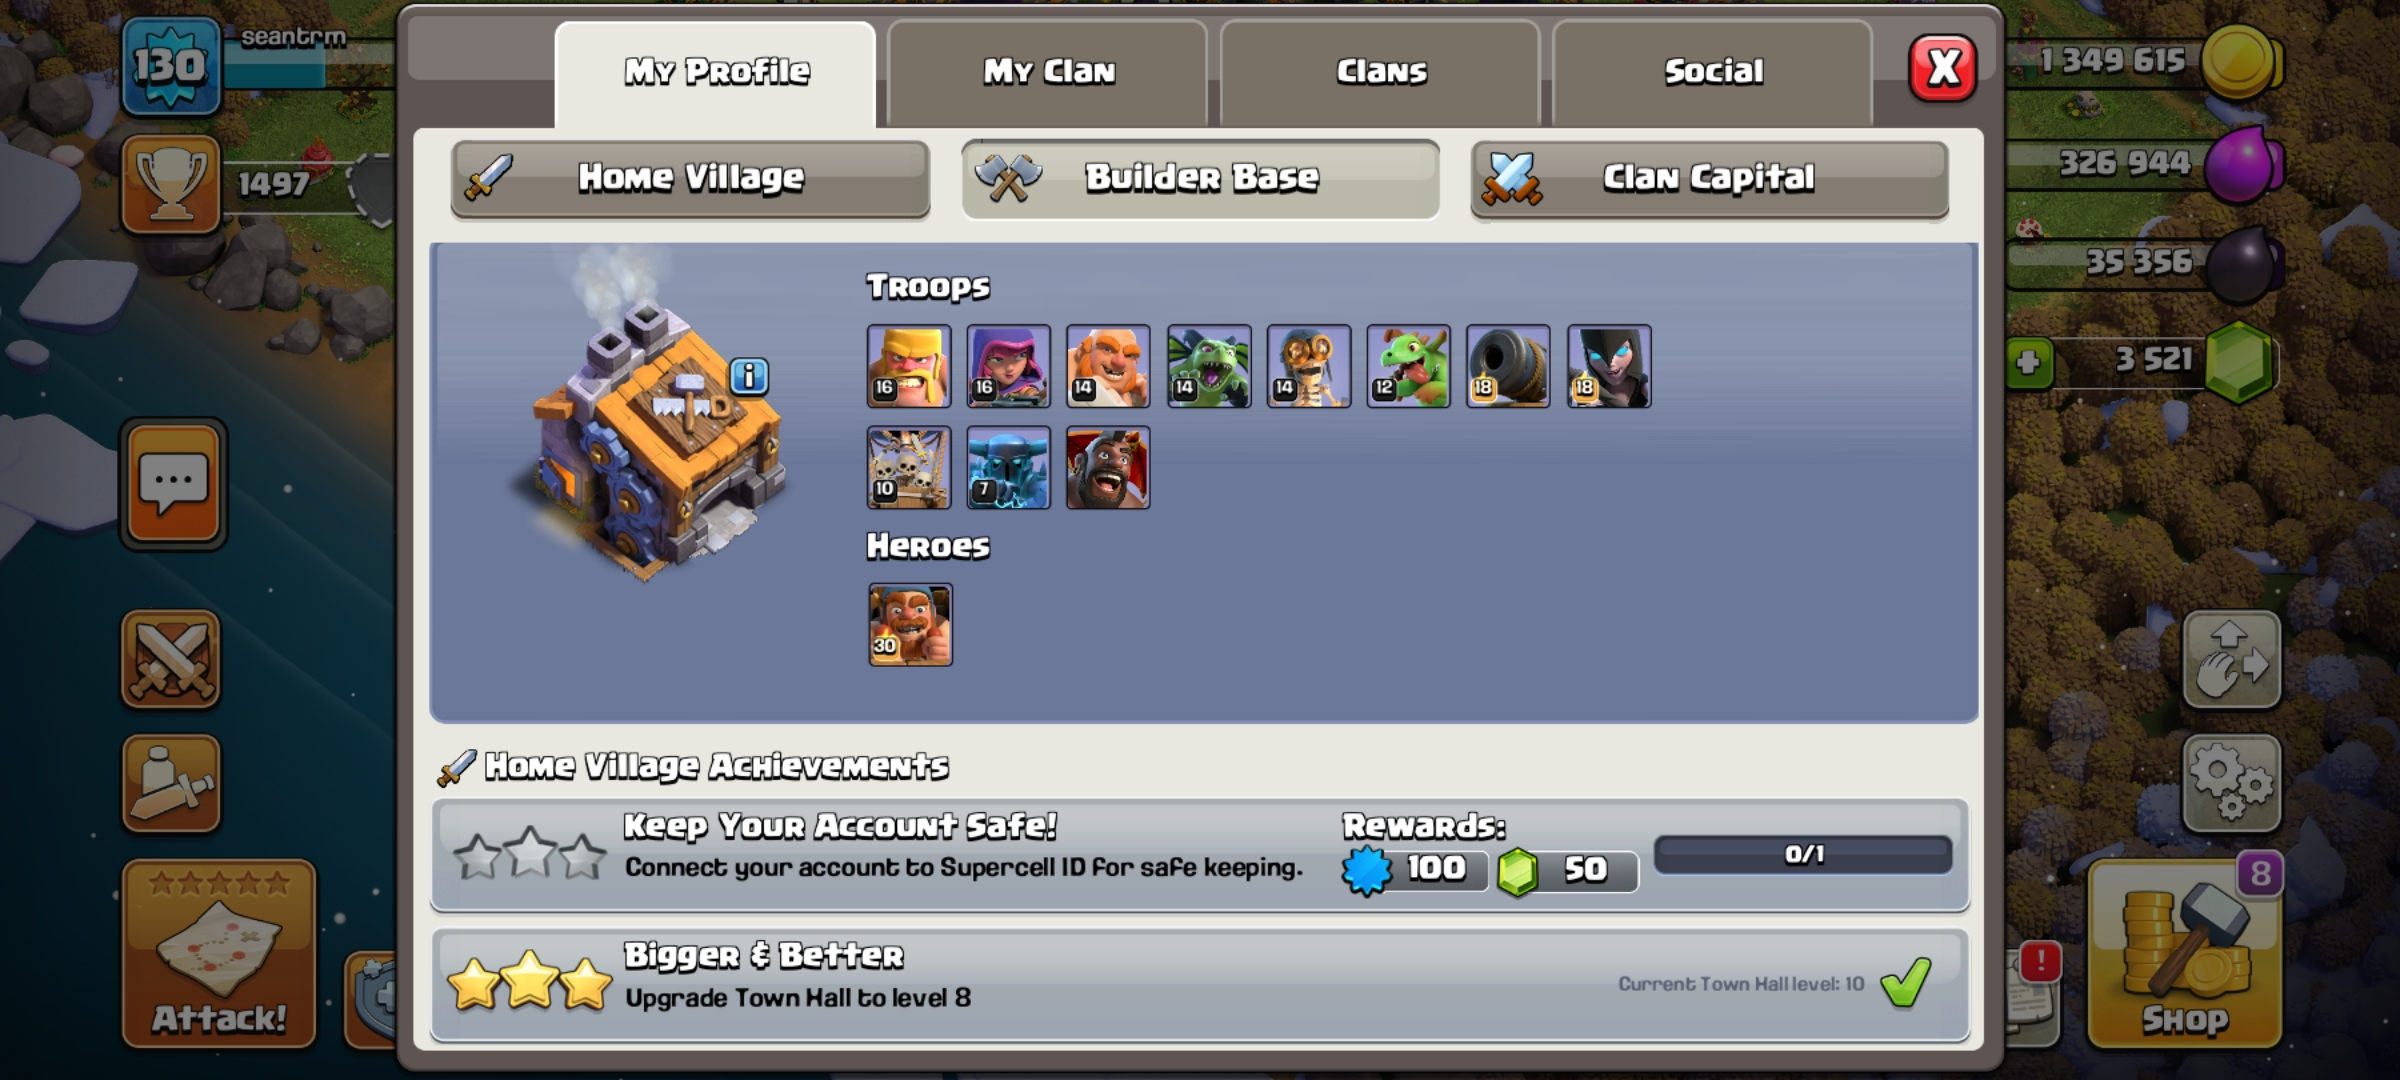 130
seantrm
My Profile
My Clan
Clans
Social
X
1 349 615
1497
Home Village
Builder Base
Clan Capital
326 944
35 356
3 521
Troops
16
16
14
14
14
12
18
18
10
7
Heroes
30
Home Village Achievements
Keep Your Account Safe!
Connect your account to Supercell ID for safe keeping.
Rewards:
100
50
0/1
Bigger & Better
Upgrade Town Hall to level 8
Current Town Hall level: 10
Attack!
8
!
Shop